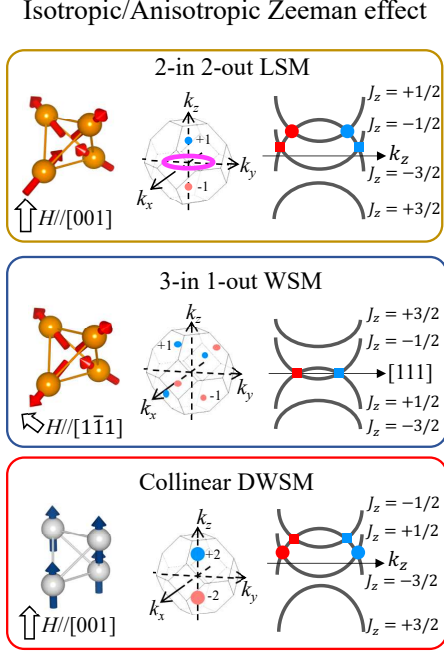 Isotropic/Anisotropic Zeeman effect
2-in 2-out LSM
k_z
+1
k_y
-1
k_x
H//[001]
J_z = +1/2
J_z = −1/2
k_z
J_z = −3/2
J_z = +3/2
3-in 1-out WSM
k_z
+1
k_x
-1
k_y
H//[11̄1]
J_z = +3/2
J_z = −1/2
[111]
J_z = +1/2
J_z = −3/2
Collinear DWSM
k_z
+2
k_y
-2
k_x
H//[001]
J_z = −1/2
J_z = +1/2
k_z
J_z = −3/2
J_z = +3/2